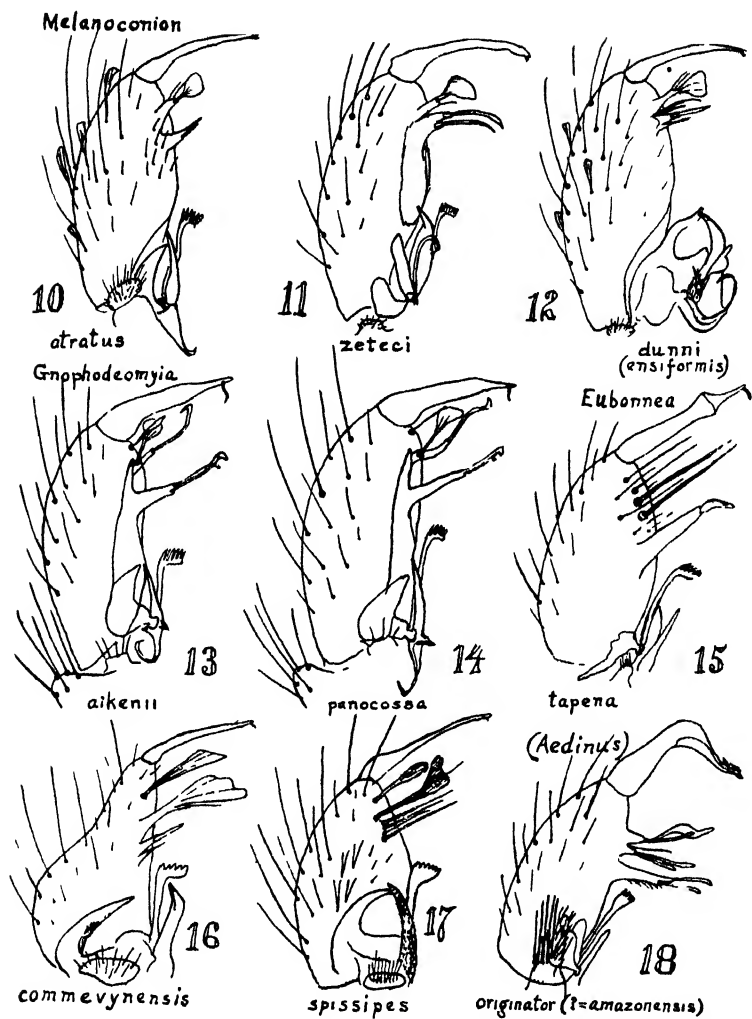 Melanoconion
10
atratus
11
zeteci
12
dunni
(ensiformis)
Gnophodeomyia
13
aikenii
14
panocossa
Eubonnea
15
tapena
16
commevynensis
17
spissipes
(Aedinus)
18
originator (?=amazonensis)